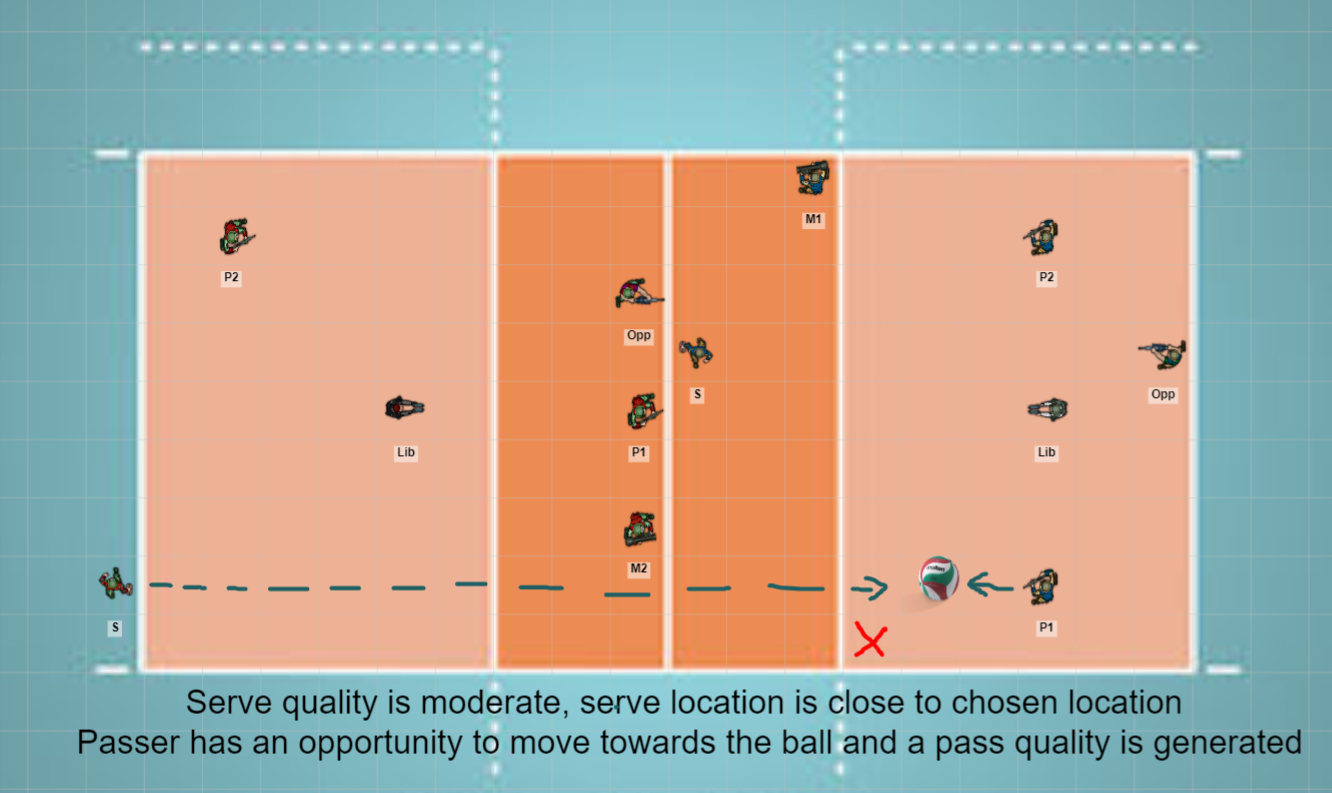 M1
P2
P2
Opp
Opp
S
Lib
P1
Lib
M2
S
P1
Serve quality is moderate, serve location is close to chosen location
Passer has an opportunity to move towards the ball and a pass quality is generated